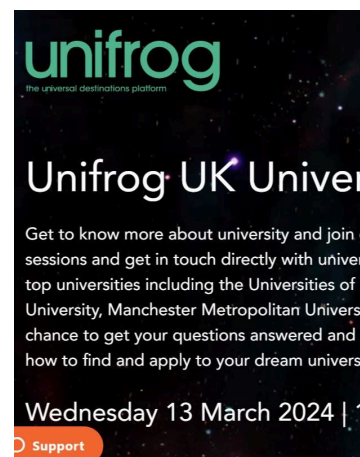 unifrog
the universal destinations platform
Unifrog UK Univer
Get to know more about university and join
sessions and get in touch directly with univer
top universities including the Universities of
University, Manchester Metropolitan Univers
chance to get your questions answered and
how to find and apply to your dream univers
Wednesday 13 March 2024 |
Support